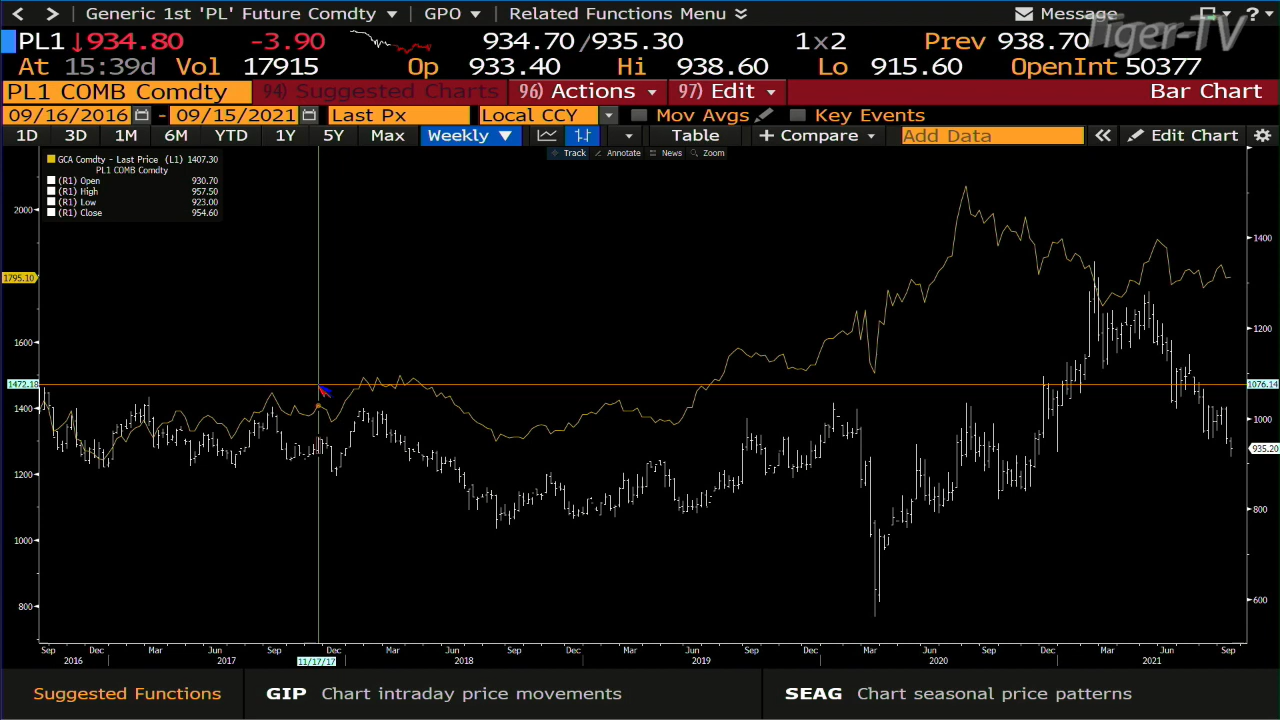 Generic 1st 'PL' Future Comdty GPO Related Functions Menu Message ?
Tiger-TV
PL1 ↓934.80 -3.90 934.70/935.30 1x2 Prev 938.70
At 15:39d Vol 17915 Op 933.40 Hi 938.60 Lo 915.60 OpenInt 50377
PL1 COMB Comdty 94) Suggested Charts 96) Actions 97) Edit Bar Chart
09/16/2016 - 09/15/2021 Last Px Local CCY Mov Avgs Key Events
1D 3D 1M 6M YTD 1Y 5Y Max Weekly Table + Compare Add Data « Edit Chart
Track Annotate News Zoom
GCA Comdty - Last Price (L1) 1407.30
PL1 COMB Comdty
(R1) Open 930.70
(R1) High 957.50
(R1) Low 923.00
(R1) Close 954.60
2000
1400
1795.10
1600
1200
1472.18
1076.14
1400
1000
935.20
1200
800
1000
800
600
Sep Dec Mar Jun Sep Dec Mar Jun Sep Dec Mar Jun Sep Dec Mar Jun Sep Dec Mar Jun Sep
2016 2017 11/17/17 2018 2019 2020 2021
Suggested Functions GIP Chart intraday price movements SEAG Chart seasonal price patterns